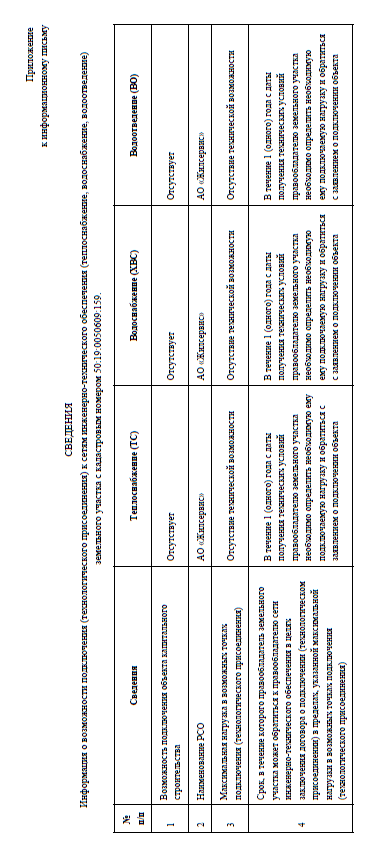 Приложение
к информационному письму
СВЕДЕНИЯ
Информация о возможности подключения (технологического присоединения) к сетям инженерно-технического обеспечения (теплоснабжение, водоснабжение, водоотведение)
земельного участка с кадастровым номером 50:19:0050609:159.
№
п/п
Сведения
Теплоснабжение (ТС)
Водоснабжение (ХВС)
Водоотведение (ВО)
1
Возможность подключения объекта капитального
строительства
Отсутствует
Отсутствует
Отсутствует
2
Наименование РСО
АО «Жилсервис»
АО «Жилсервис»
АО «Жилсервис»
3
Максимальная нагрузка в возможных точках
подключения (технологического присоединения)
Отсутствие технической возможности
Отсутствие технической возможности
Отсутствие технической возможности
4
Срок, в течение которого правообладатель земельного
участка может обратиться к правообладателю сети
инженерно-технического обеспечения в целях
заключения договора о подключении (технологическом
присоединении) в пределах, указанной максимальной
нагрузки в возможных точках подключения
(технологического присоединения)
В течение 1 (одного) года с даты
получения технических условий
правообладателю земельного участка
необходимо определить необходимую ему
подключаемую нагрузку и обратиться с
заявлением о подключении объекта
В течение 1 (одного) года с даты
получения технических условий
правообладателю земельного участка
необходимо определить необходимую
ему подключаемую нагрузку и обратиться
с заявлением о подключении объекта
В течение 1 (одного) года с даты
получения технических условий
правообладателю земельного участка
необходимо определить необходимую
ему подключаемую нагрузку и обратиться
с заявлением о подключении объекта